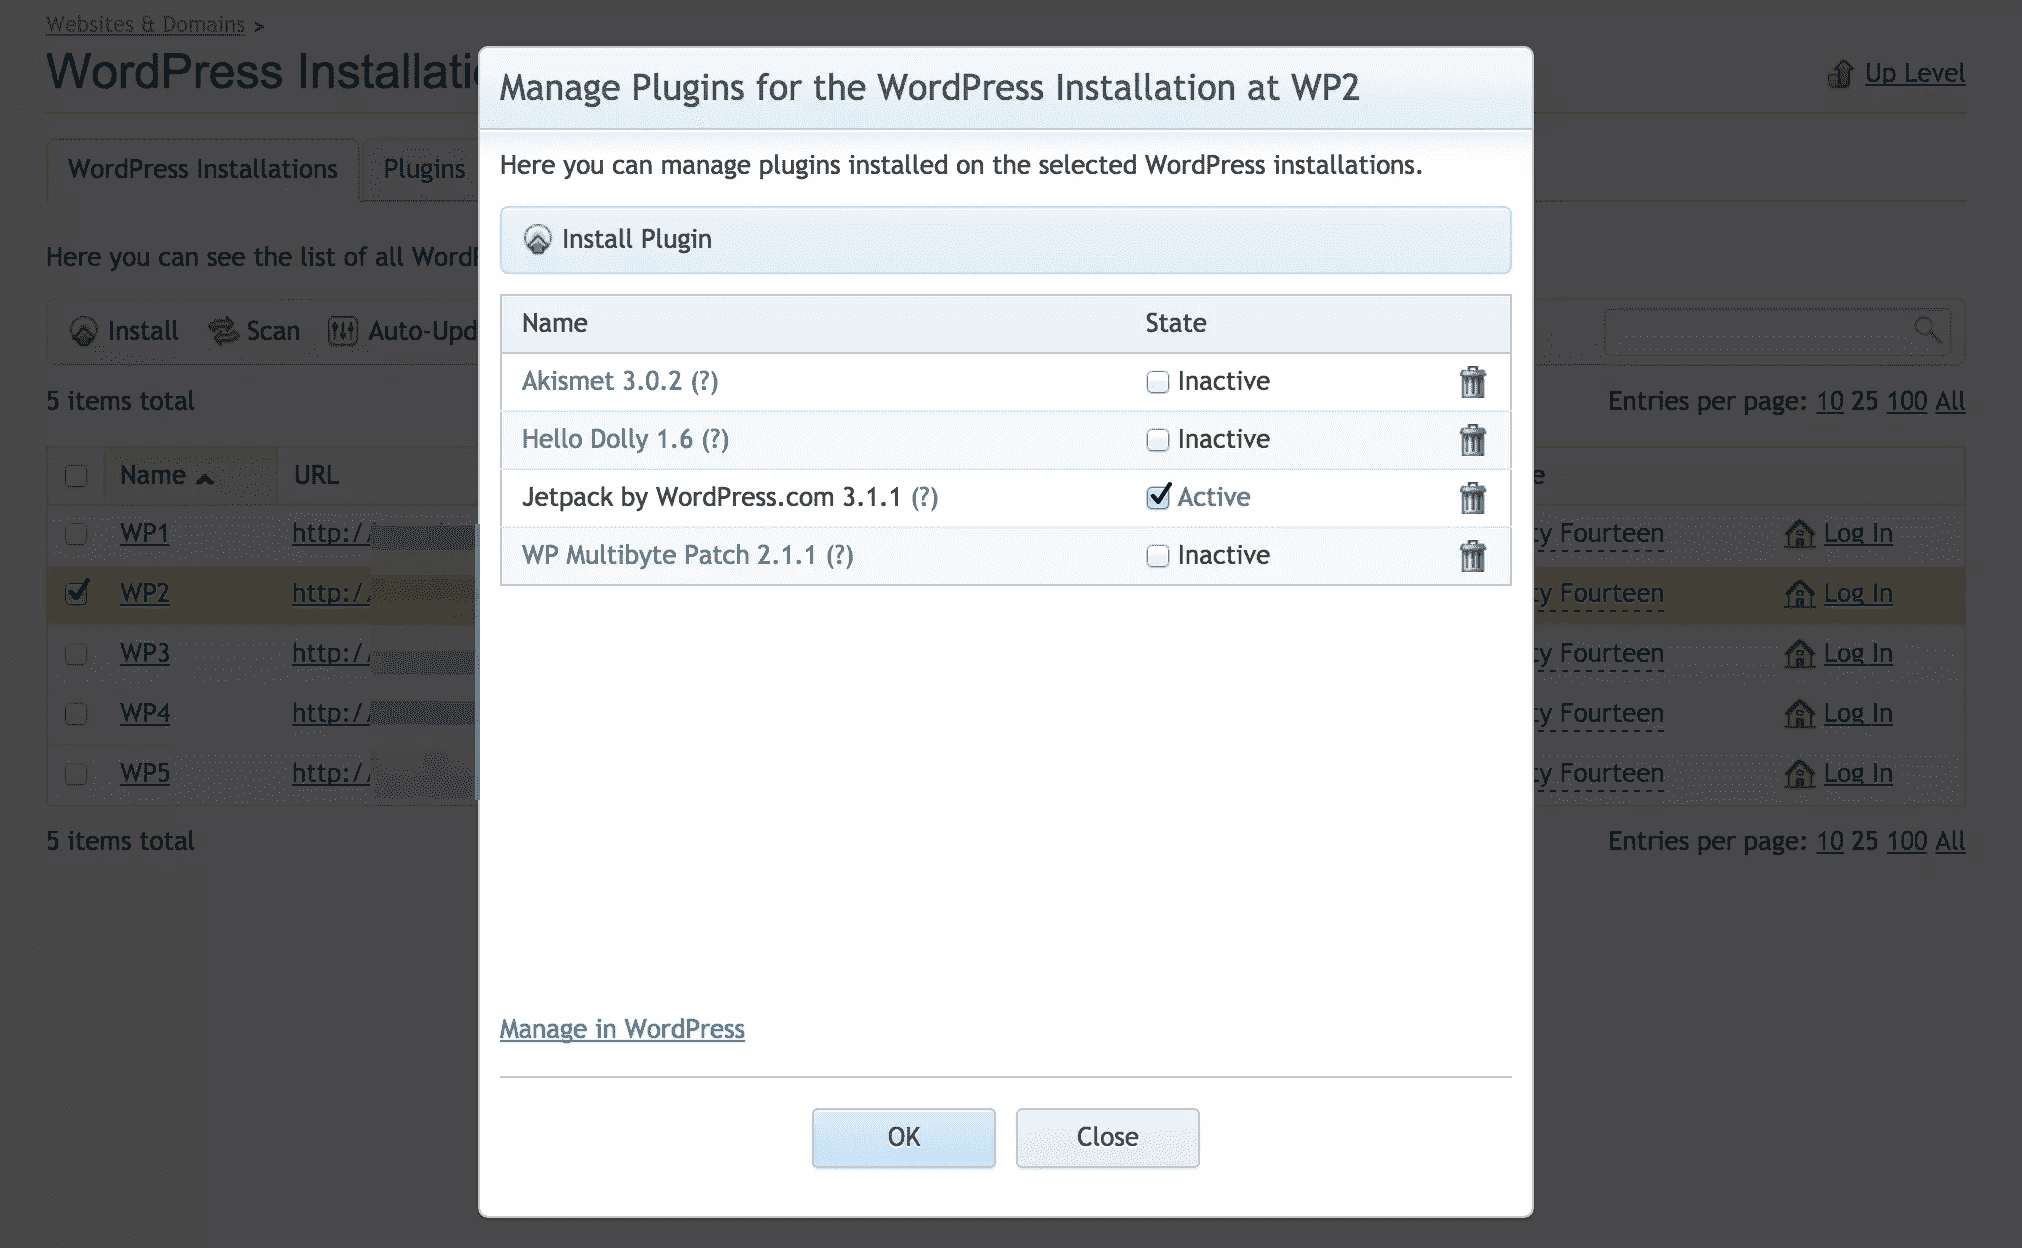 Websites & Domains >
WordPress Installati
Up Level
WordPress Installations
Plugins
Here you can see the list of all Word
Install
Scan
Auto-Upd
5 items total
Entries per page: 10 25 100 All
Name
URL
WP1 http:// y Fourteen Log In
WP2 http:// y Fourteen Log In
WP3 http:// y Fourteen Log In
WP4 http:// y Fourteen Log In
WP5 http:// y Fourteen Log In
5 items total
Entries per page: 10 25 100 All
Manage Plugins for the WordPress Installation at WP2
Here you can manage plugins installed on the selected WordPress installations.
Install Plugin
Name State
Akismet 3.0.2 (?) Inactive
Hello Dolly 1.6 (?) Inactive
Jetpack by WordPress.com 3.1.1 (?) Active
WP Multibyte Patch 2.1.1 (?) Inactive
Manage in WordPress
OK
Close